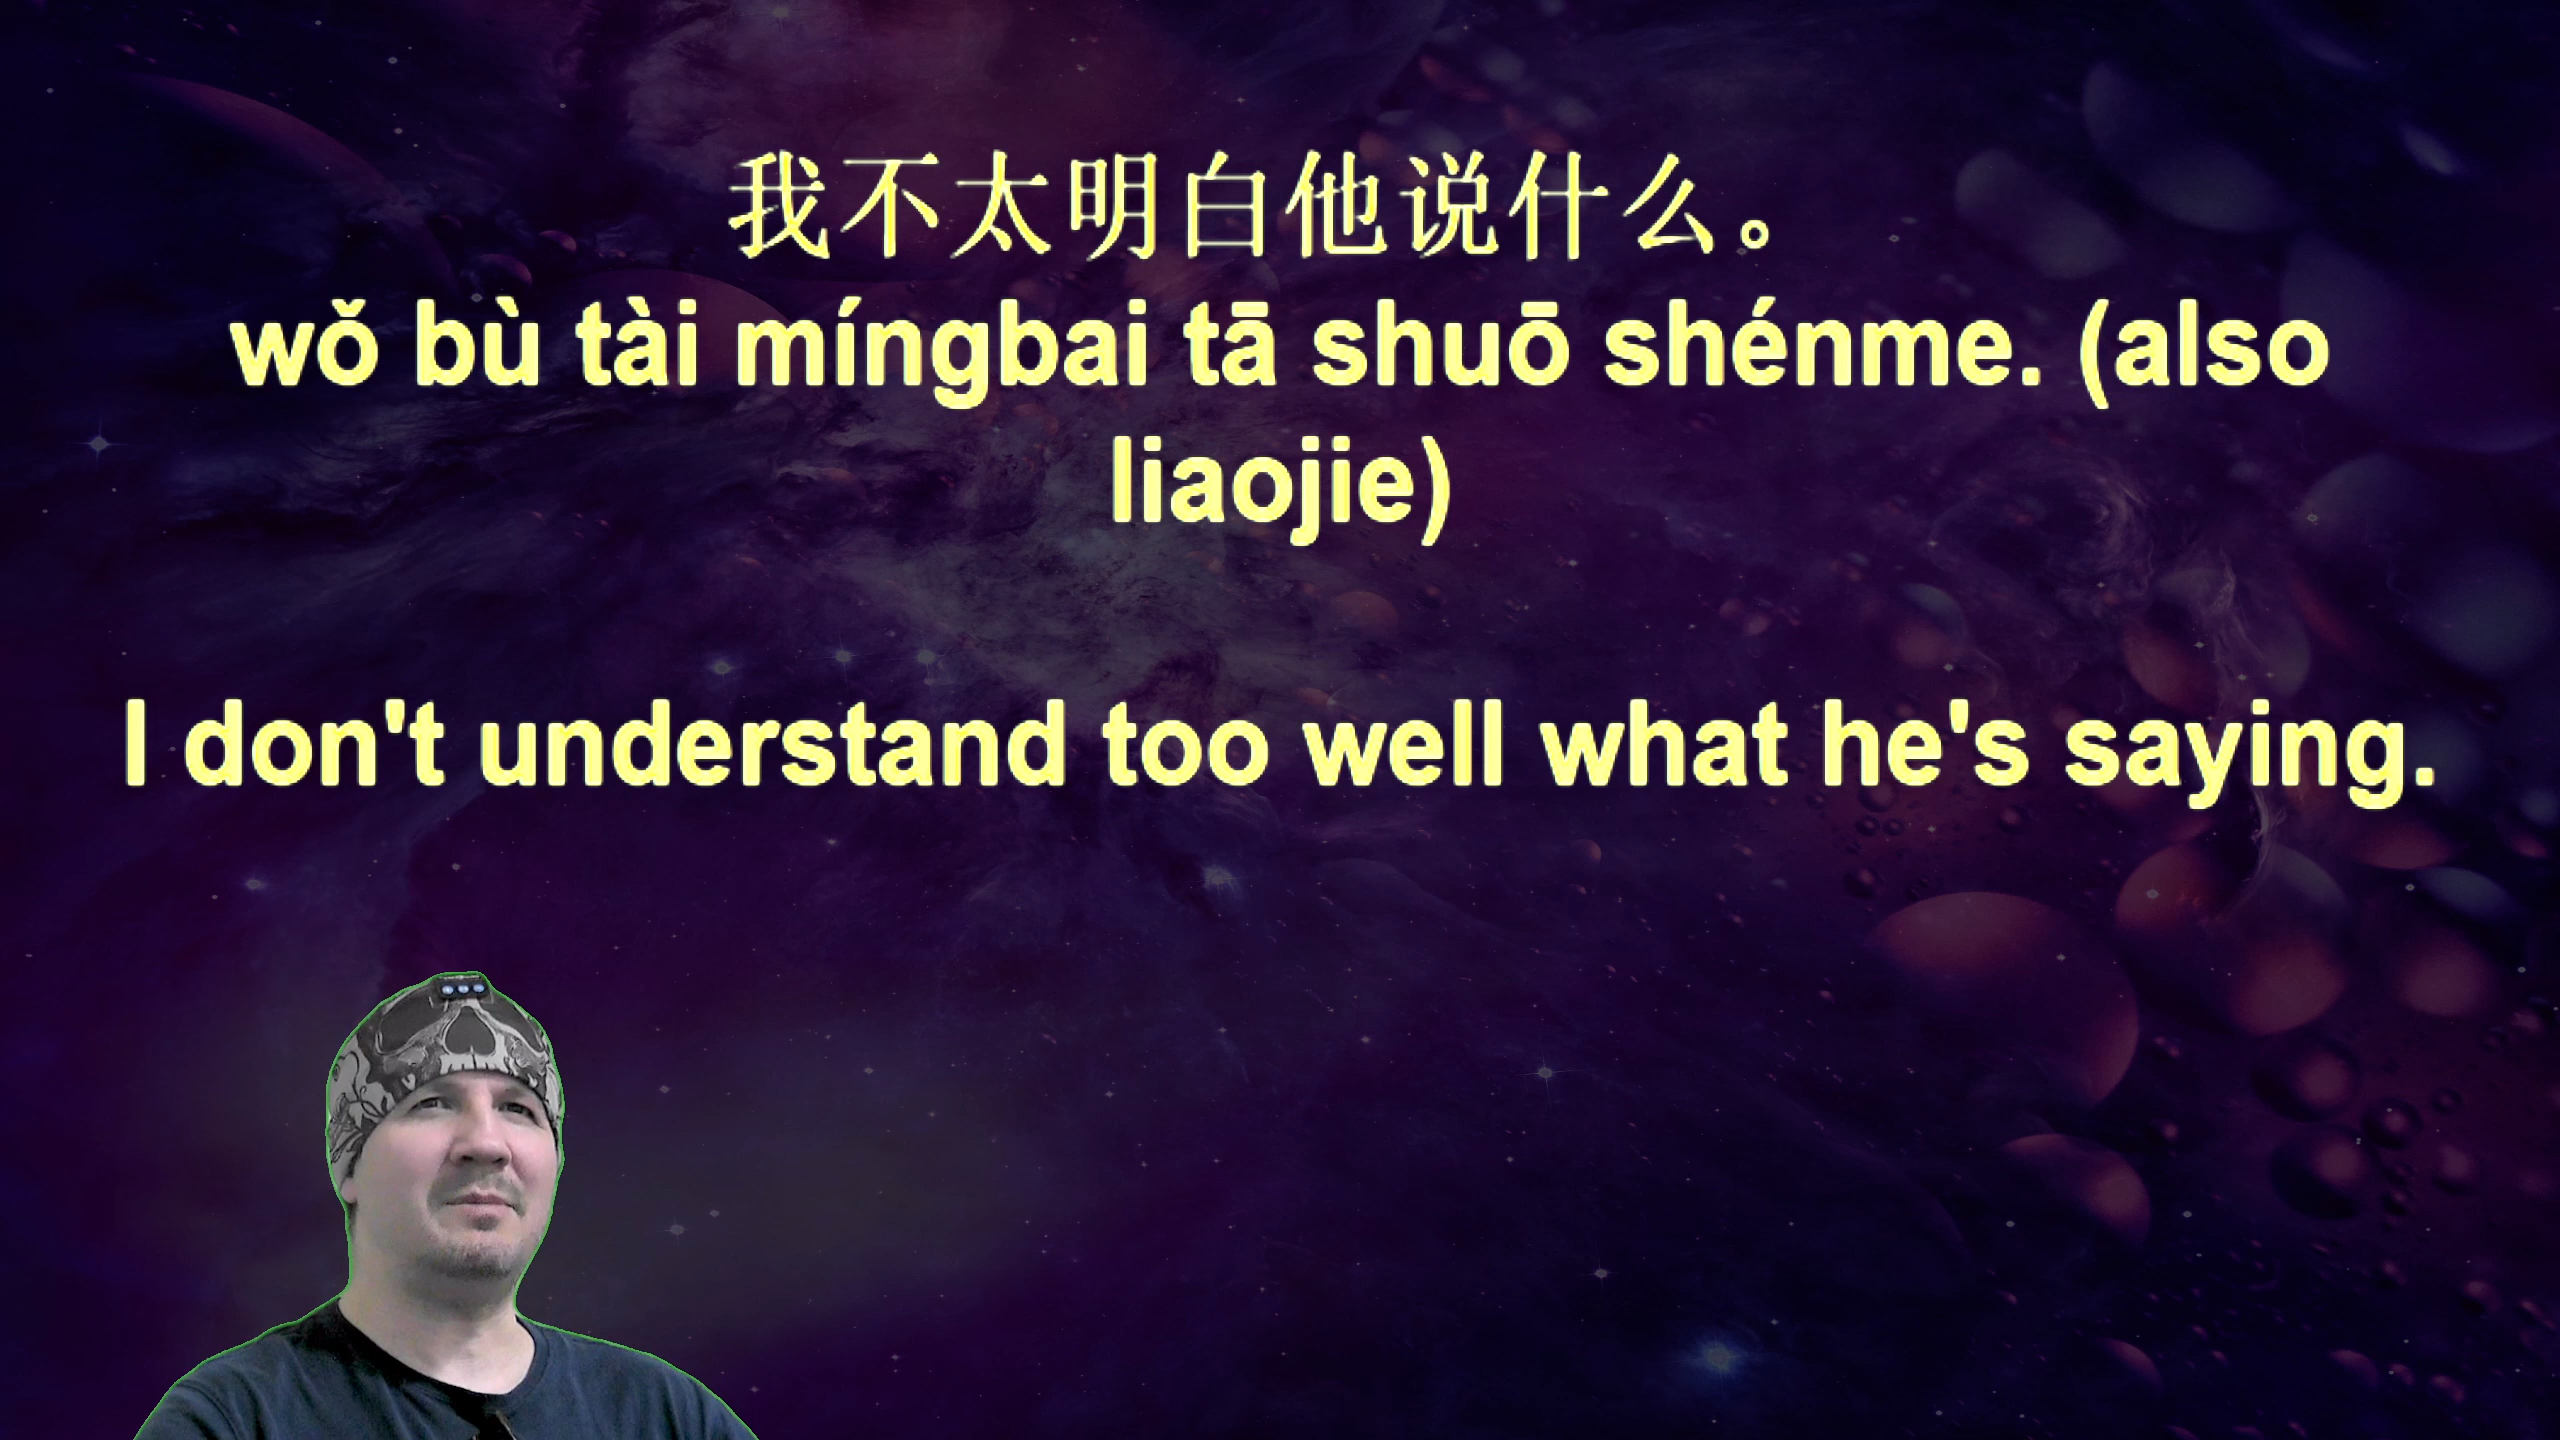 我不太明白他说什么。
wǒ bù tài míngbai tā shuō shénme. (also
liaojie)
I don't understand too well what he's saying.